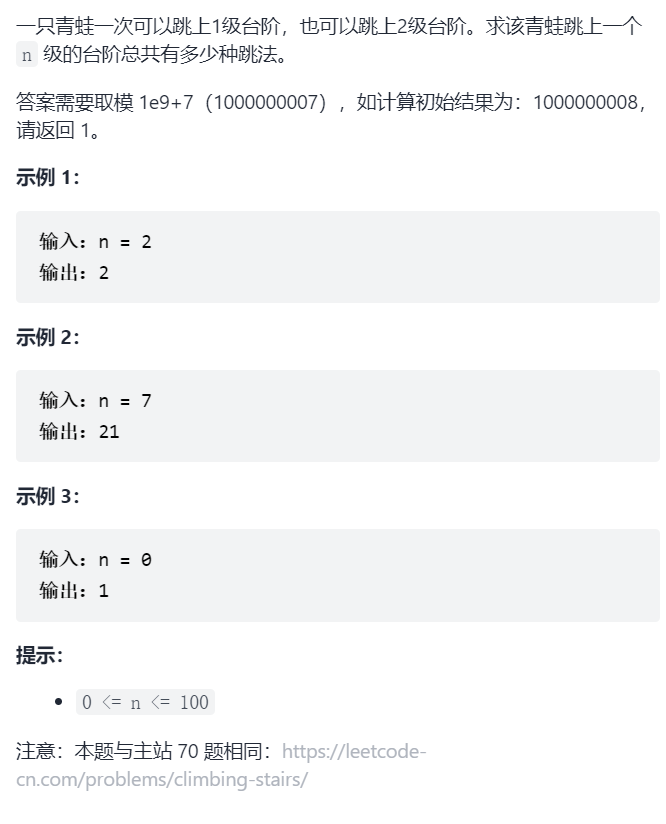 一只青蛙一次可以跳上1级台阶，也可以跳上2级台阶。求该青蛙跳上一个
n 级的台阶总共有多少种跳法。
答案需要取模 1e9+7（1000000007），如计算初始结果为：1000000008，
请返回 1。
示例 1：
输入：n = 2
输出：2
示例 2：
输入：n = 7
输出：21
示例 3：
输入：n = 0
输出：1
提示：
• 0 <= n <= 100
注意：本题与主站 70 题相同：https://leetcode-
cn.com/problems/climbing-stairs/